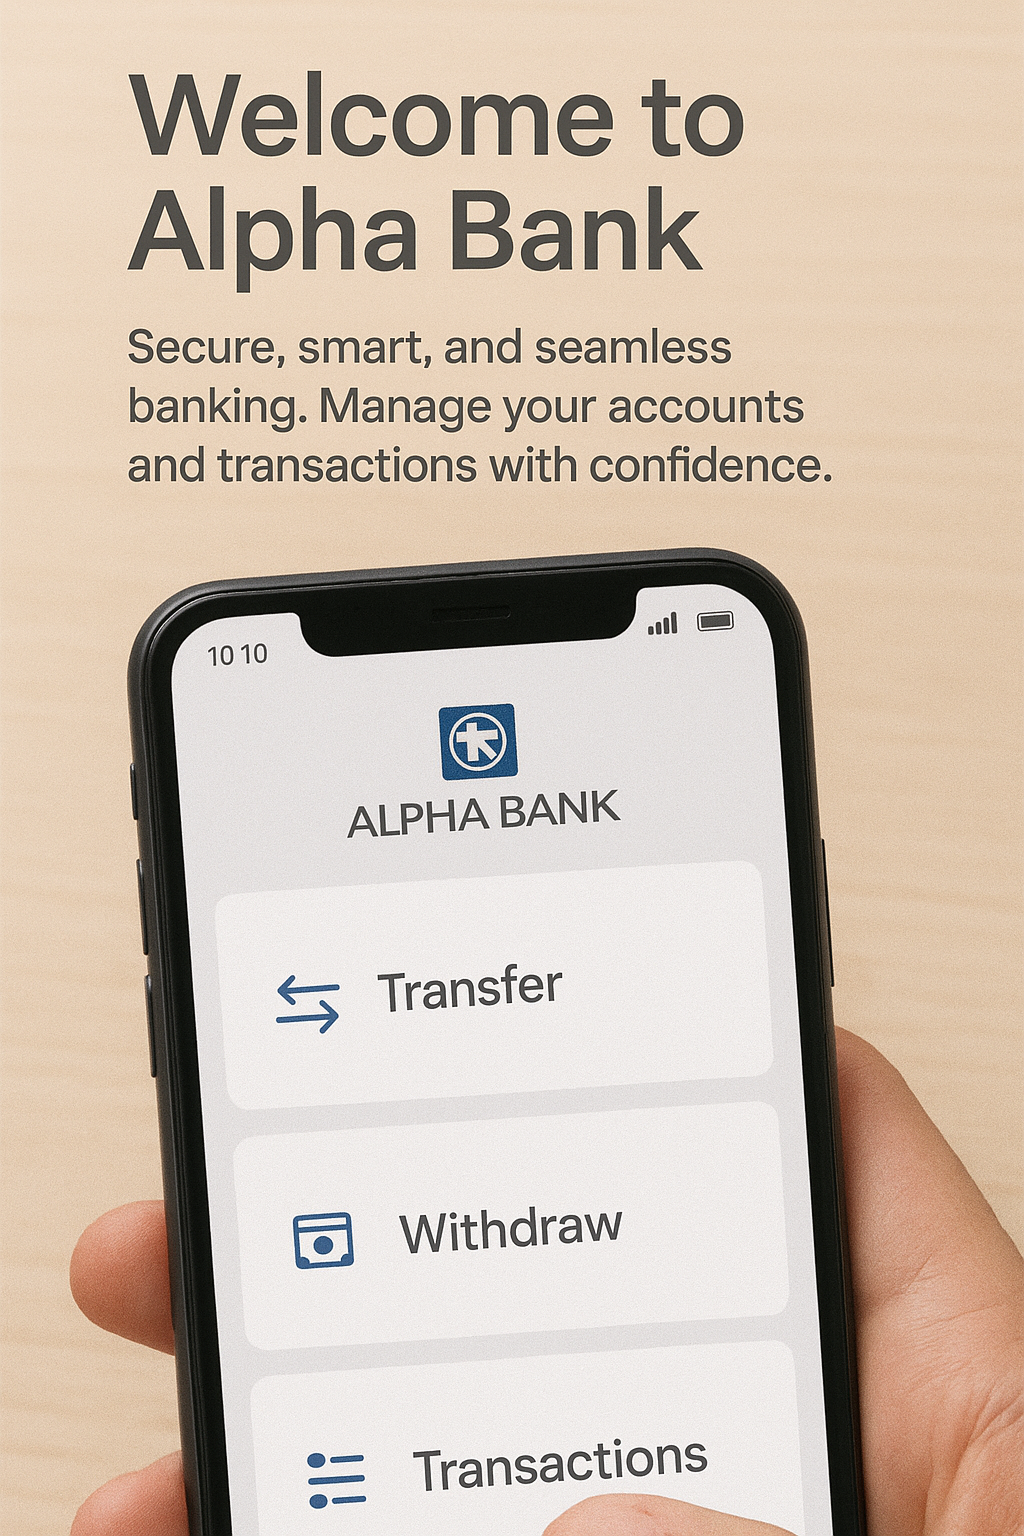 Welcome to
Alpha Bank
Secure, smart, and seamless
banking. Manage your accounts
and transactions with confidence.
10 10
ALPHA BANK
Transfer
Withdraw
Transactions